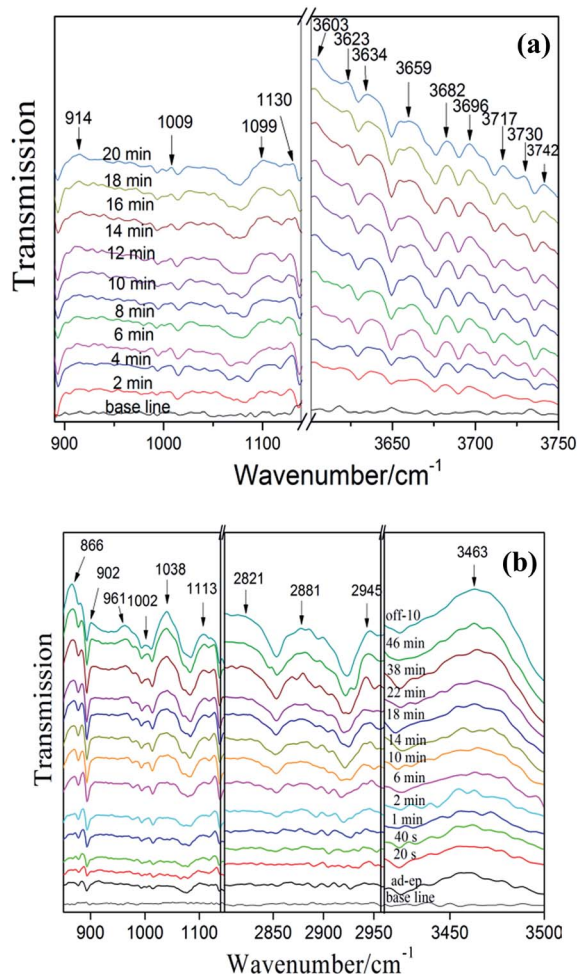 (a)
3603
3623
3634
3659
3682
3696
3717
3730
3742
914
1009
1099
1130
20 min
18 min
16 min
14 min
12 min
10 min
8 min
6 min
4 min
2 min
base line
Transmission
900 1000 1100 3650 3700 3750
Wavenumber/cm-1
(b)
866
902
961
1002
1038
1113
2821
2881
2945
3463
off-10
46 min
38 min
22 min
18 min
14 min
10 min
6 min
2 min
1 min
40 s
20 s
ad-ep
base line
Transmission
900 1000 1100 2850 2900 2950 3450 3500
Wavenumber/cm-1